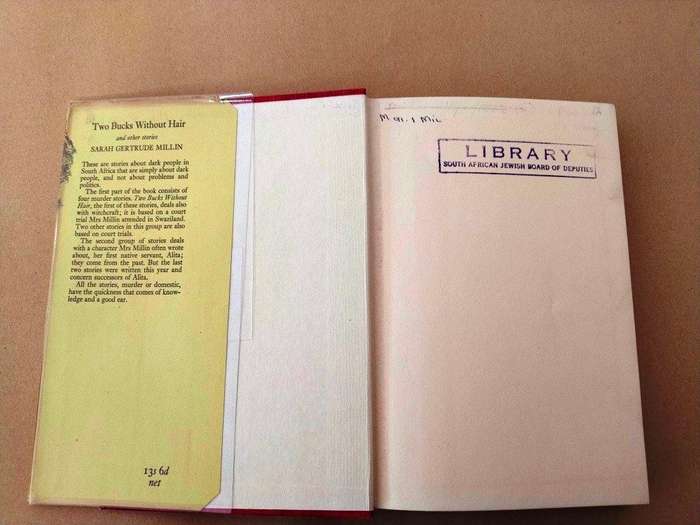 Two Bucks Without Hair
and other stories
SARAH GERTRUDE MILLIN
These are stories about dark people in
South Africa that are simply about dark
people, and not about problems and
politics.
The first part of the book consists of
four murder stories. Two Bucks Without
Hair, the first of these stories, deals also
with witchcraft; it is based on a court
trial Mrs Millin attended in Swaziland.
Two other stories in this group are also
based on court trials.
The second group of stories deals
with a character Mrs Millin often wrote
about, her first native servant, Alita;
they come from the past. But the last
two stories were written this year and
concern successors of Alita.
All the stories, murder or domestic,
have the quickness that comes of know-
ledge and a good ear.
13s 6d
net
LIBRARY
SOUTH AFRICAN JEWISH BOARD OF DEPUTIES